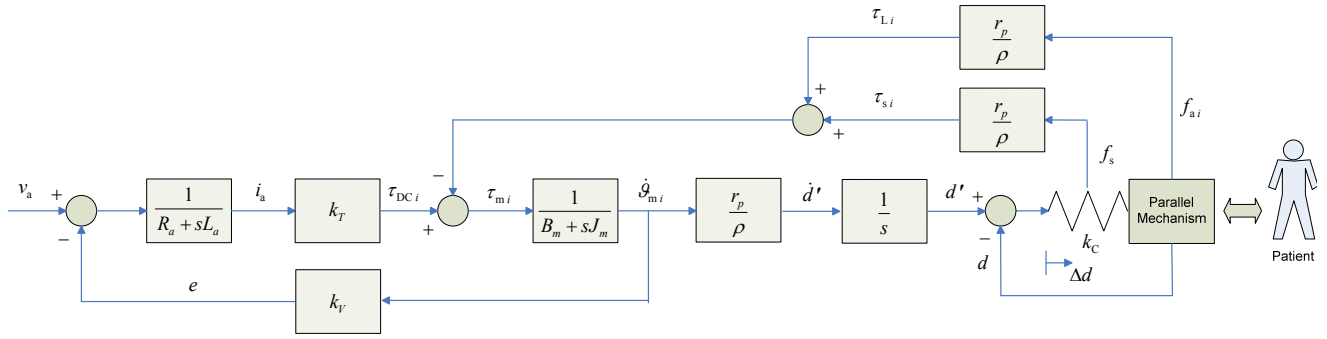 τ_L i
r_p / ρ
+
τ_s i
r_p / ρ
f_a i
+
f_s
−
v_a
+
1 / (R_a + sL_a)
i_a
k_T
τ_DC i
+
τ_m i
1 / (B_m + sJ_m)
ϑ̇_m i
r_p / ρ
ḋ′
1 / s
d′
+
−
d
k_C
Δd
Parallel
Mechanism
Patient
−
e
k_V